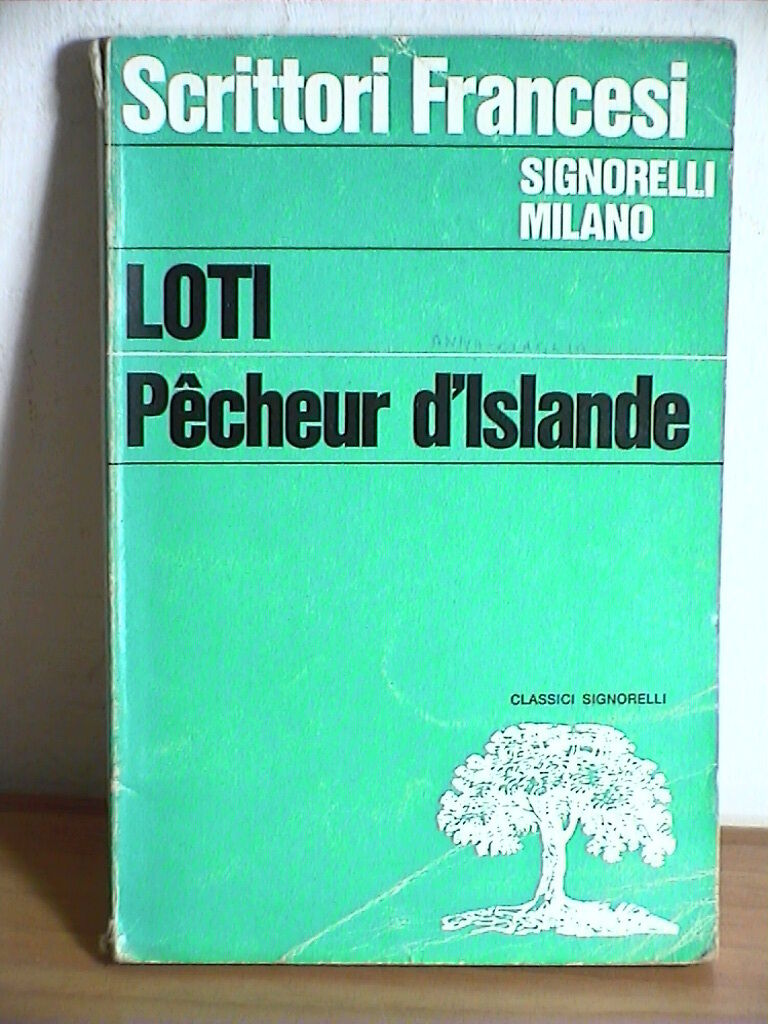 Scrittori Francesi
SIGNORELLI
MILANO
LOTI
Pêcheur d'Islande
CLASSICI SIGNORELLI